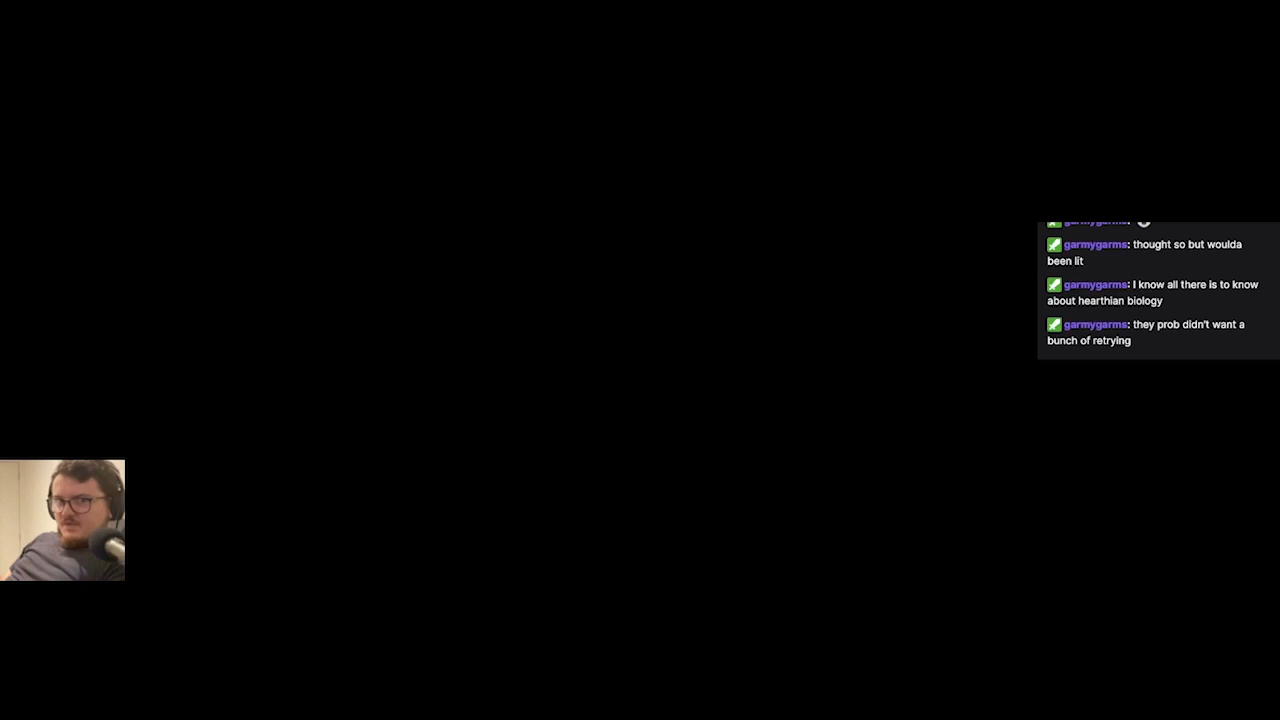 garmygarms:
garmygarms: thought so but woulda
been lit
garmygarms: I know all there is to know
about hearthian biology
garmygarms: they prob didn't want a
bunch of retrying